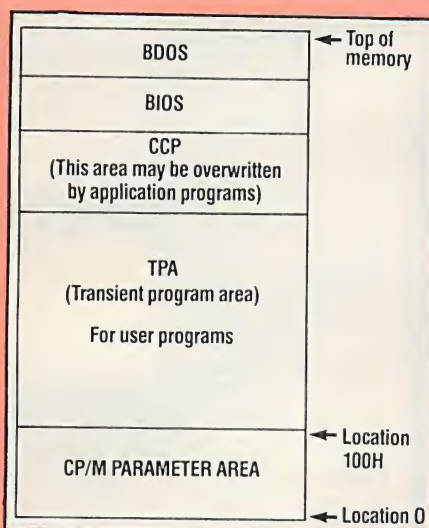 BDOS
Top of
memory
BIOS
CCP
(This area may be overwritten
by application programs)
TPA
(Transient program area)
For user programs
Location
100H
CP/M PARAMETER AREA
Location 0